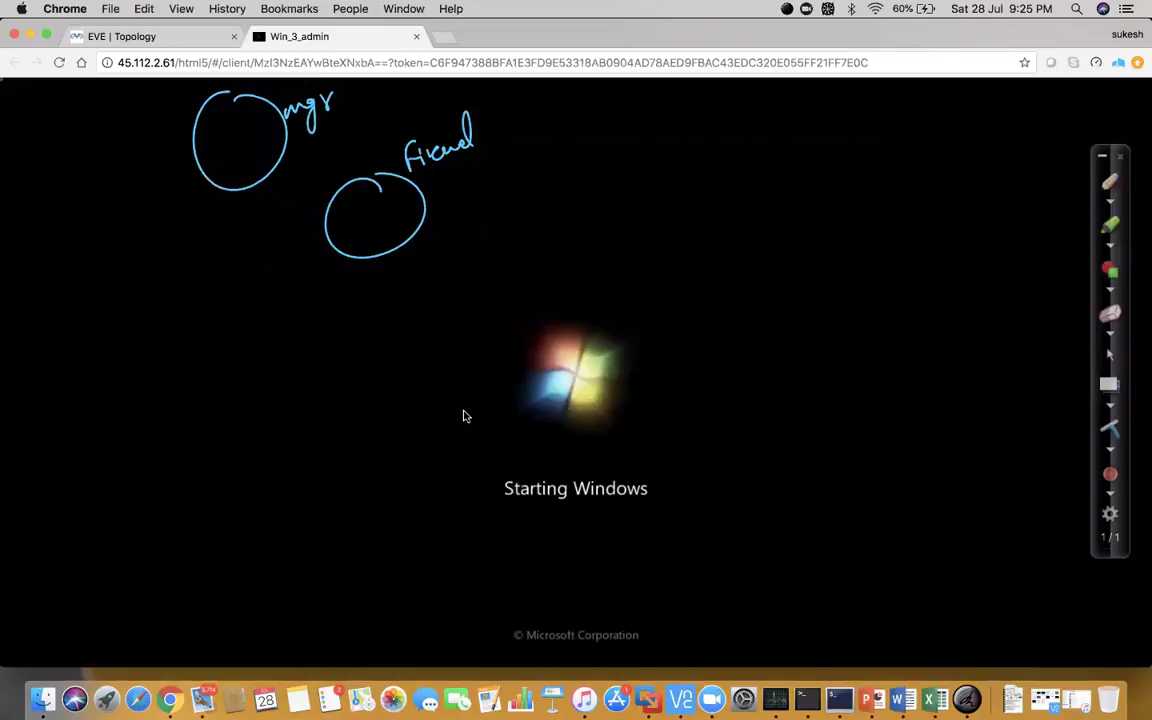 Chrome File Edit View History Bookmarks People Window Help 60% Sat 28 Jul 9:25 PM
EVE | Topology Win_3_admin sukesh
45.112.2.61/html5/#/client/MzI3NzEAYwBteXNxbA==?token=C6F947388BFA1E3FD9E53318AB0904AD78AED9FBAC43EDC320E055FF21FF7E0C
mgr
friend
Starting Windows
1/1
© Microsoft Corporation